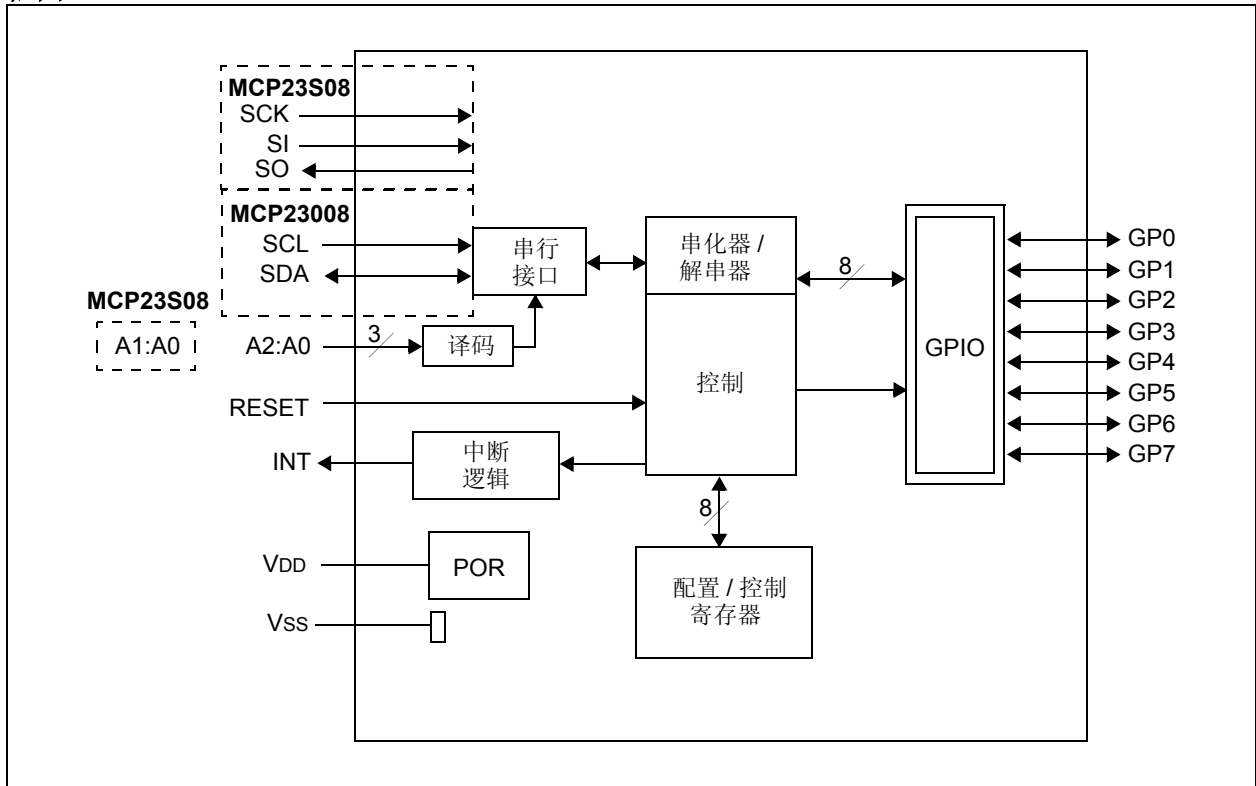 MCP23S08
SCK
SI
SO
MCP23008
SCL
SDA
串行
接口
串化器 /
解串器
8
GPIO
GP0
GP1
GP2
GP3
GP4
GP5
GP6
GP7
MCP23S08
A1:A0
A2:A0
3
译码
控制
RESET
INT
中断
逻辑
8
VDD
POR
配置 / 控制
寄存器
VSS